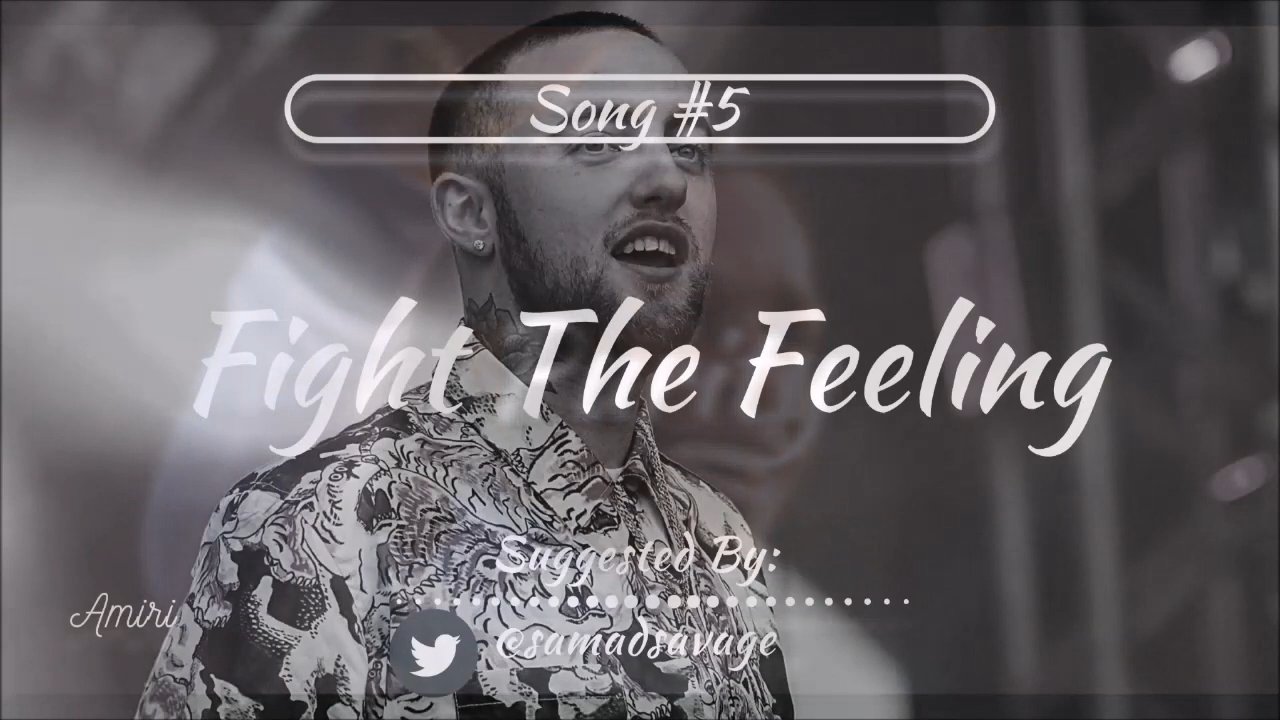 Song #5
Fight The Feeling
Suggested By:
Amiri
@samadsavage